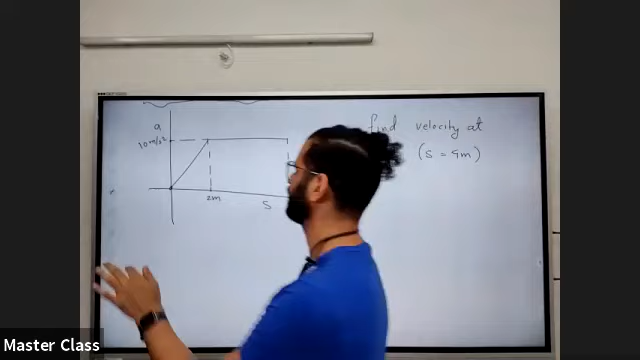 a
10 m/s²
2m
S
find velocity at
(S = 4m)
Master Class